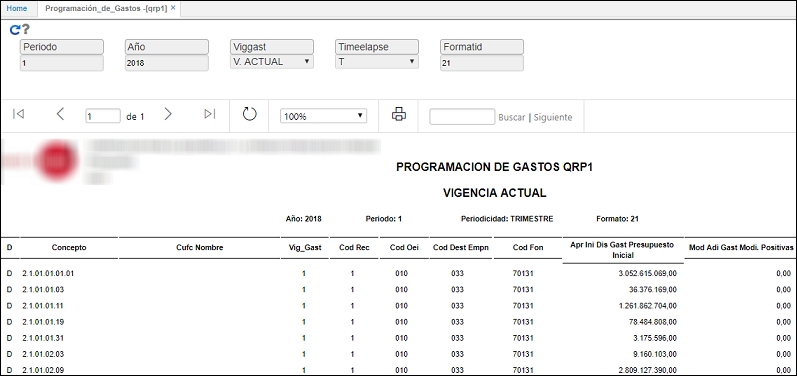 Home Programación_de_Gastos -[qrp1] ×
Periodo Año Viggast Timeelapse Formatid
1 2018 V. ACTUAL T 21
1 de 1 100% Buscar | Siguiente
PROGRAMACION DE GASTOS QRP1
VIGENCIA ACTUAL
Año: 2018 Periodo: 1 Periodicidad: TRIMESTRE Formato: 21
D Concepto Cufc Nombre Vig_Gast Cod Rec Cod Oei Cod Dest Empn Cod Fon Apr Ini Dis Gast Presupuesto Inicial Mod Adi Gast Modi. Positivas
D 2.1.01.01.01.01 1 1 010 033 70131 3.052.615.069,00 0,00
D 2.1.01.01.03 1 1 010 033 70131 36.376.169,00 0,00
D 2.1.01.01.11 1 1 010 033 70131 1.261.862.704,00 0,00
D 2.1.01.01.19 1 1 010 033 70131 78.484.808,00 0,00
D 2.1.01.01.31 1 1 010 033 70131 3.175.596,00 0,00
D 2.1.01.02.03 1 1 010 033 70131 9.160.103,00 0,00
D 2.1.01.02.09 1 1 010 033 70131 2.809.127.390,00 0,00